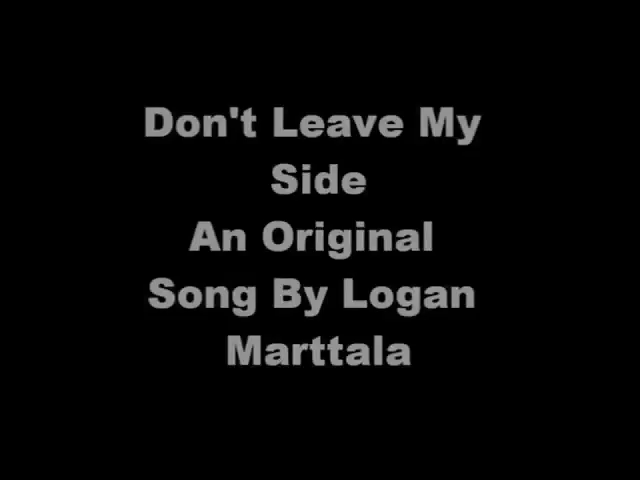 Don't Leave My
Side
An Original
Song By Logan
Marttala